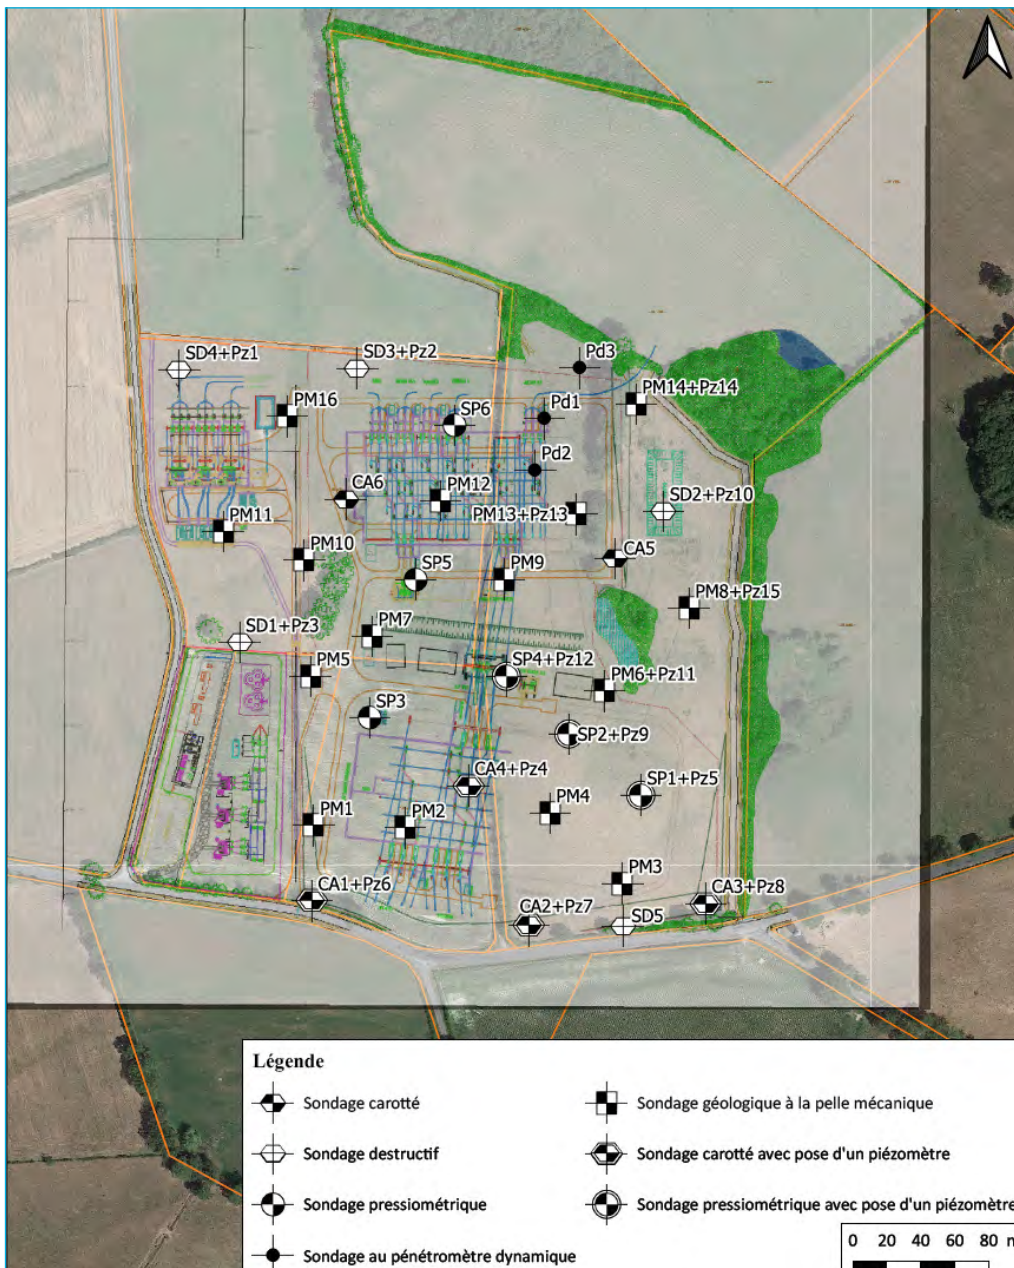 SD4+Pz1
SD3+Pz2
Pd3
PM16
SP6
Pd1
PM14+Pz14
Pd2
CA6
PM12
PM13+Pz13
SD2+Pz10
PM11
PM10
SP5
PM9
CA5
PM8+Pz15
SD1+Pz3
PM7
PM5
SP4+Pz12
PM6+Pz11
SP3
SP2+Pz9
CA4+Pz4
SP1+Pz5
PM1
PM2
PM4
PM3
CA1+Pz6
CA2+Pz7
SD5
CA3+Pz8
Légende
Sondage carotté
Sondage géologique à la pelle mécanique
Sondage destructif
Sondage carotté avec pose d'un piézomètre
Sondage pressiométrique
Sondage pressiométrique avec pose d'un piézomètre
Sondage au pénétromètre dynamique
0 20 40 60 80 m